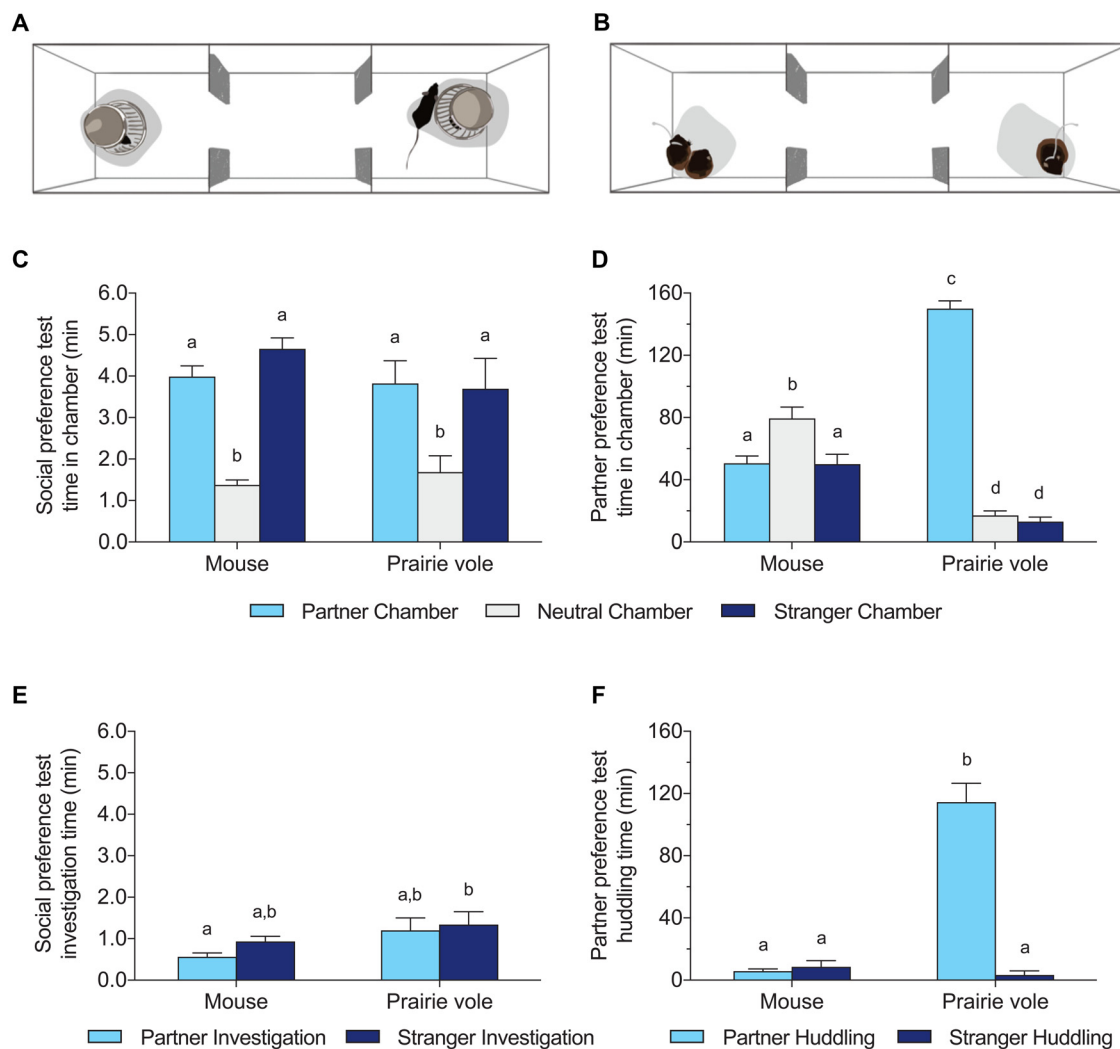 A
B
C
Social preference test
time in chamber (min
6.0
5.0
4.0
3.0
2.0
1.0
0.0
a
b
a
a
b
a
Mouse
Prairie vole
D
Partner preference test
time in chamber (min)
160
120
80
40
0
a
b
a
c
d
d
Mouse
Prairie vole
Partner Chamber
Neutral Chamber
Stranger Chamber
E
Social preference test
investigation time (min)
6.0
5.0
4.0
3.0
2.0
1.0
0.0
a
a,b
a,b
b
Mouse
Prairie vole
Partner Investigation
Stranger Investigation
F
Partner preference test
huddling time (min)
160
120
80
40
0
a
a
b
a
Mouse
Prairie vole
Partner Huddling
Stranger Huddling